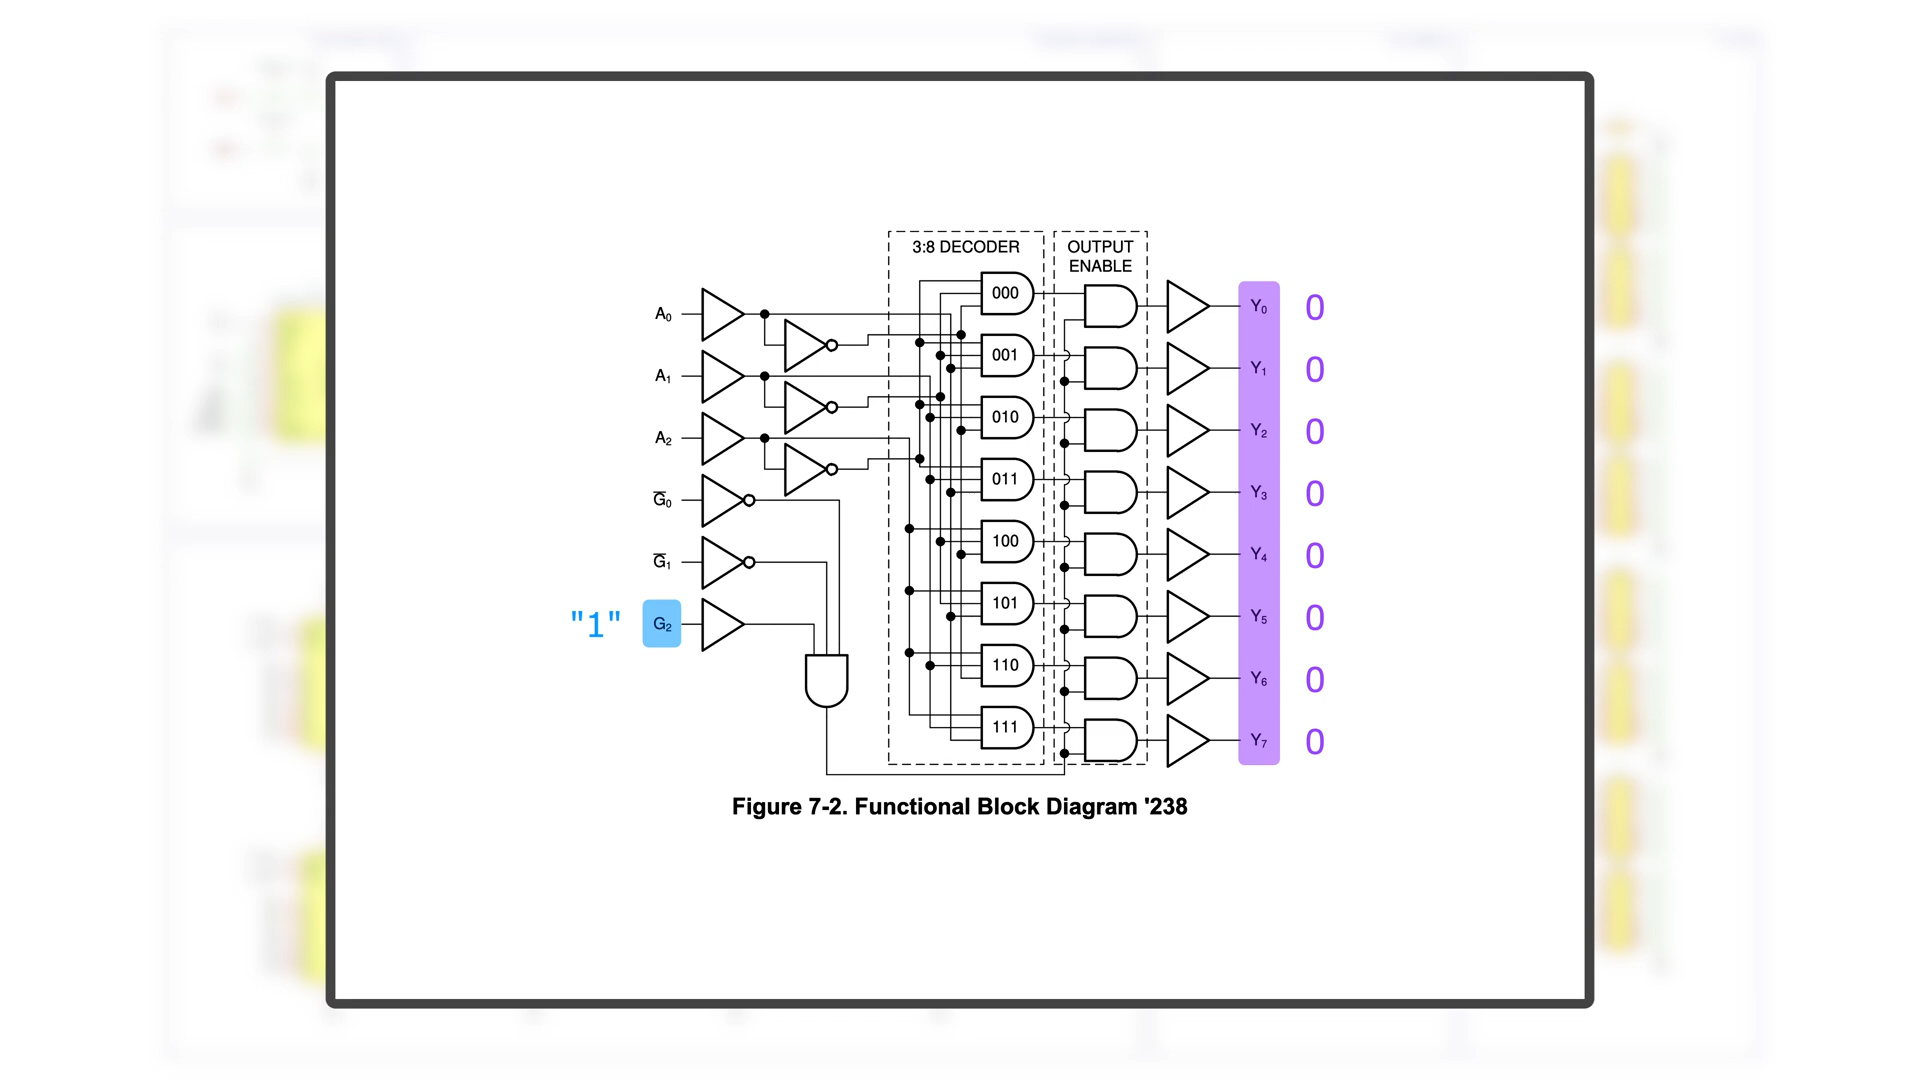 3:8 DECODER
OUTPUT
ENABLE
A₀
A₁
A₂
G̅₀
G̅₁
"1" G₂
000
001
010
011
100
101
110
111
Y₀ 0
Y₁ 0
Y₂ 0
Y₃ 0
Y₄ 0
Y₅ 0
Y₆ 0
Y₇ 0
Figure 7-2. Functional Block Diagram '238